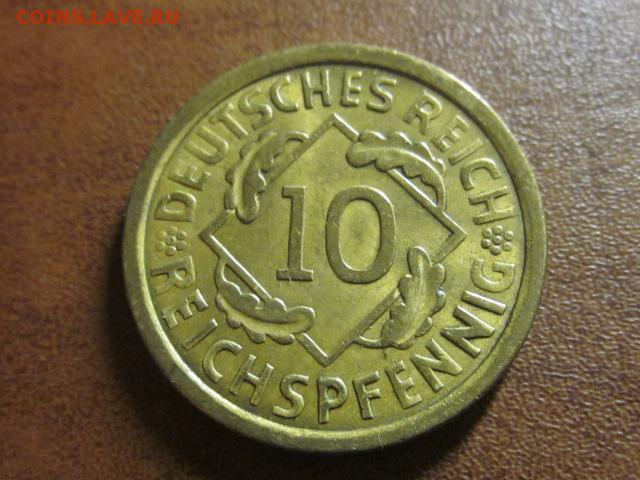 COINS.LAVE.RU
DEUTSCHES REICH
10
REICHSPFENNIG